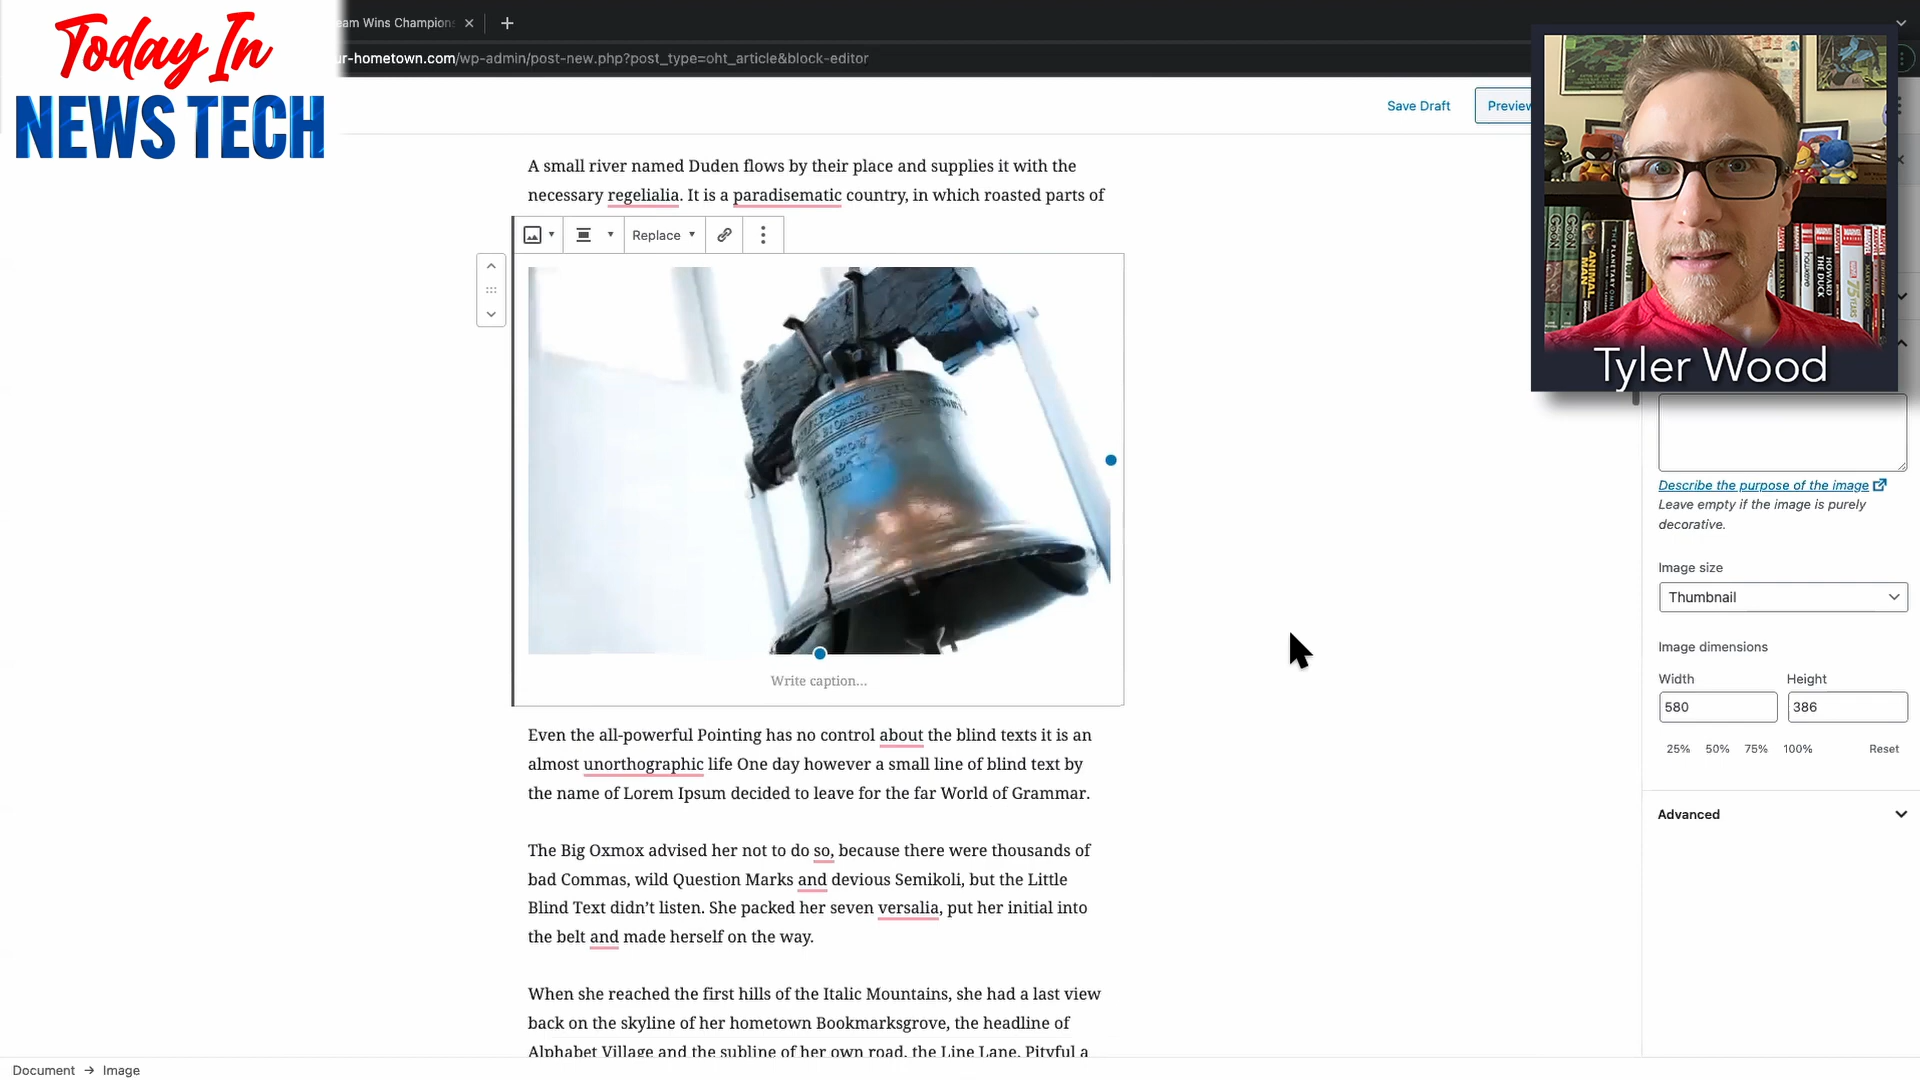 Today In
NEWS TECH
eam Wins Champions
ur-hometown.com/wp-admin/post-new.php?post_type=oht_article&block-editor
Save Draft
Preview
A small river named Duden flows by their place and supplies it with the
necessary regelialia. It is a paradisematic country, in which roasted parts of
Replace
Write caption...
Even the all-powerful Pointing has no control about the blind texts it is an
almost unorthographic life One day however a small line of blind text by
the name of Lorem Ipsum decided to leave for the far World of Grammar.
The Big Oxmox advised her not to do so, because there were thousands of
bad Commas, wild Question Marks and devious Semikoli, but the Little
Blind Text didn’t listen. She packed her seven versalia, put her initial into
the belt and made herself on the way.
When she reached the first hills of the Italic Mountains, she had a last view
back on the skyline of her hometown Bookmarksgrove, the headline of
Alphabet Village and the subline of her own road, the Line Lane. Pityful a
Document → Image
ANIMAL MAN
HOWARD THE DUCK
75 YEARS
Tyler Wood
Describe the purpose of the image
Leave empty if the image is purely
decorative.
Image size
Thumbnail
Image dimensions
Width Height
580 386
25% 50% 75% 100% Reset
Advanced